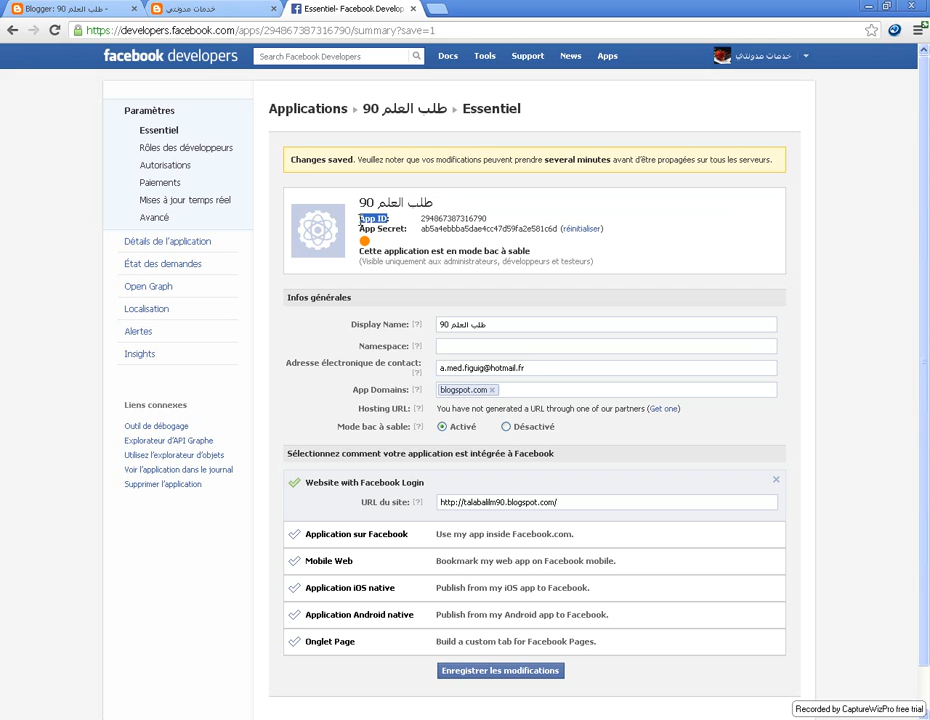 Blogger: طلب العلم 90 -
خدمات مدونتي
Essentiel- Facebook Develop
https://developers.facebook.com/apps/294867387316790/summary?save=1
facebook developers
Search Facebook Developers
Docs
Tools
Support
News
Apps
خدمات مدونتي
Paramètres
Essentiel
Rôles des développeurs
Autorisations
Paiements
Mises à jour temps réel
Avancé
Détails de l'application
État des demandes
Open Graph
Localisation
Alertes
Insights
Liens connexes
Outil de débogage
Explorateur d'API Graphe
Utilisez l'explorateur d'objets
Voir l'application dans le journal
Supprimer l'application
Applications ▸ طلب العلم 90 ▸ Essentiel
Changes saved. Veuillez noter que vos modifications peuvent prendre several minutes avant d'être propagées sur tous les serveurs.
طلب العلم 90
App ID: 294867387316790
App Secret: ab5a4ebbba5dae4cc47d59fa2e581c6d (réinitialiser)
Cette application est en mode bac à sable
(Visible uniquement aux administrateurs, développeurs et testeurs)
Infos générales
Display Name: [?] طلب العلم 90
Namespace: [?]
Adresse électronique de contact: [?] a.med.figuig@hotmail.fr
App Domains: [?] blogspot.com
Hosting URL: [?] You have not generated a URL through one of our partners (Get one)
Mode bac à sable: [?] Activé Désactivé
Sélectionnez comment votre application est intégrée à Facebook
Website with Facebook Login
URL du site: [?] http://talabalilm90.blogspot.com/
Application sur Facebook Use my app inside Facebook.com.
Mobile Web Bookmark my web app on Facebook mobile.
Application iOS native Publish from my iOS app to Facebook.
Application Android native Publish from my Android app to Facebook.
Onglet Page Build a custom tab for Facebook Pages.
Enregistrer les modifications
Recorded by CaptureWizPro free trial